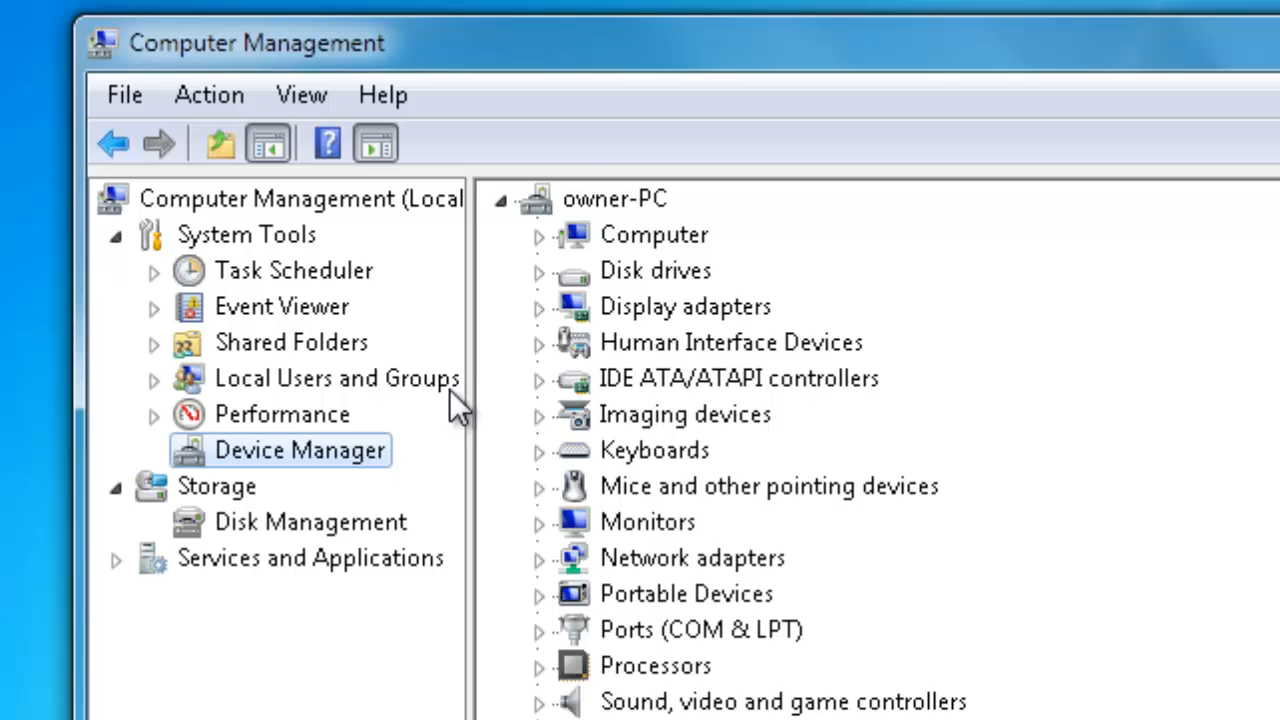 Computer Management
File Action View Help
Computer Management (Local
System Tools
Task Scheduler
Event Viewer
Shared Folders
Local Users and Groups
Performance
Device Manager
Storage
Disk Management
Services and Applications
owner-PC
Computer
Disk drives
Display adapters
Human Interface Devices
IDE ATA/ATAPI controllers
Imaging devices
Keyboards
Mice and other pointing devices
Monitors
Network adapters
Portable Devices
Ports (COM & LPT)
Processors
Sound, video and game controllers